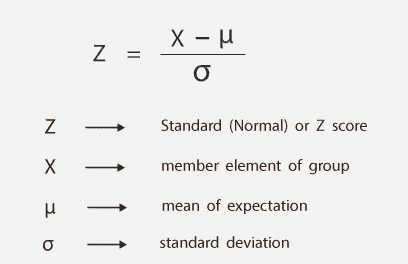 Z = X − μ / σ
Z → Standard (Normal) or Z score
X → member element of group
μ → mean of expectation
σ → standard deviation